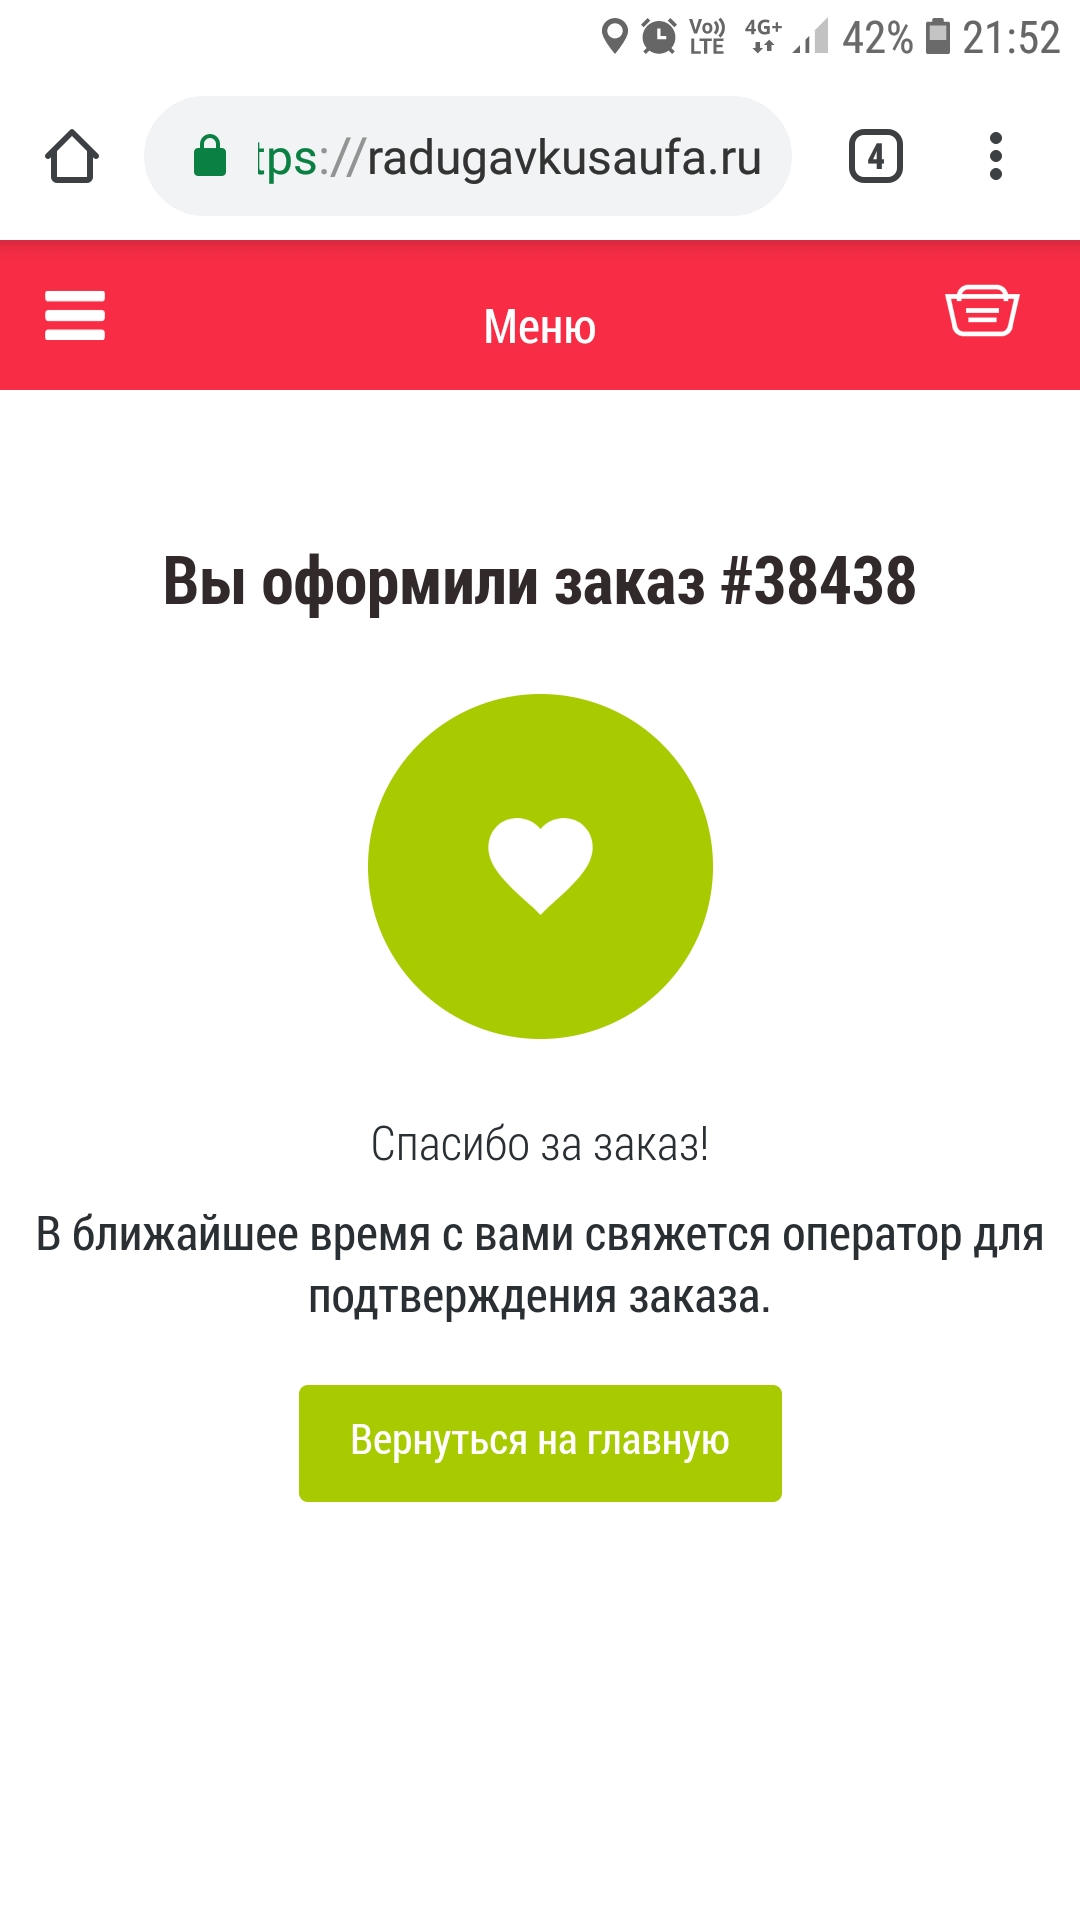 Vo)) LTE 4G+ 42% 21:52
tps://radugavkusaufa.ru 4
Меню
Вы оформили заказ #38438
Спасибо за заказ!
В ближайшее время с вами свяжется оператор для
подтверждения заказа.
Вернуться на главную